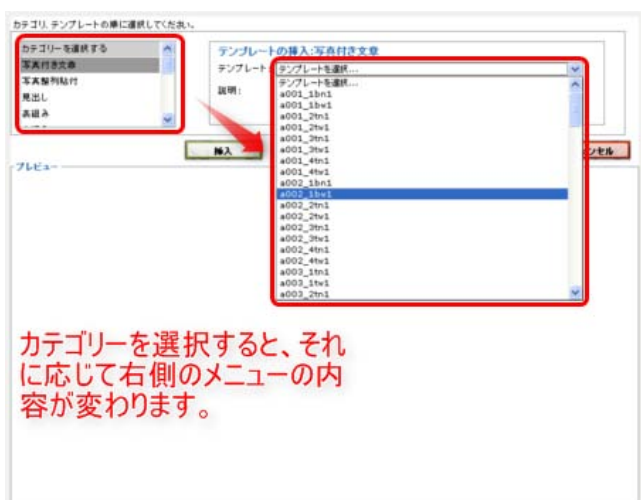 カテゴリ、テンプレートの順に選択してください。
カテゴリーを選択する
写真付き文章
写真整列貼付
見出し
表組み
テンプレートの挿入:写真付き文章
テンプレート:
テンプレートを選択...
説明:
テンプレートを選択...
a001_1bn1
a001_1bw1
a001_2tn1
a001_2tw1
a001_3tn1
a001_3tw1
a001_4tn1
a001_4tw1
a002_1bn1
a002_1bw1
a002_2tn1
a002_2tw1
a002_3tn1
a002_3tw1
a002_4tn1
a002_4tw1
a003_1tn1
a003_1tw1
a003_2tn1
挿入
ンセル
プレビュー
カテゴリーを選択すると、それ
に応じて右側のメニューの内
容が変わります。